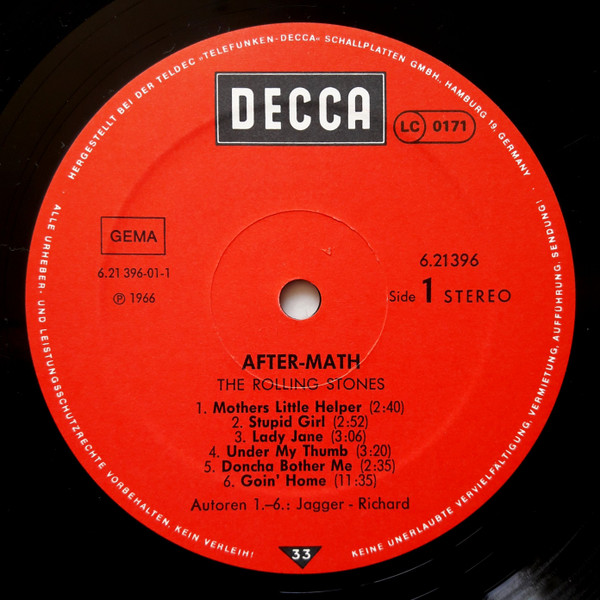 HERGESTELLT BEI DER TELDEC »TELEFUNKEN-DECCA« SCHALLPLATTEN GMBH., HAMBURG 19, GERMANY
DECCA
LC 0171
GEMA
6.21396
6.21 396-01-1
Side 1 STEREO
℗ 1966
AFTER-MATH
THE ROLLING STONES
1. Mothers Little Helper (2:40)
2. Stupid Girl (2:52)
3. Lady Jane (3:06)
4. Under My Thumb (3:20)
5. Doncha Bother Me (2:35)
6. Goin' Home (11:35)
Autoren 1.–6.: Jagger - Richard
33
ALLE URHEBER- UND LEISTUNGSSCHUTZRECHTE VORBEHALTEN. KEIN VERLEIH!
KEINE UNERLAUBTE VERVIELFÄLTIGUNG, VERMIETUNG, AUFFÜHRUNG, SENDUNG!